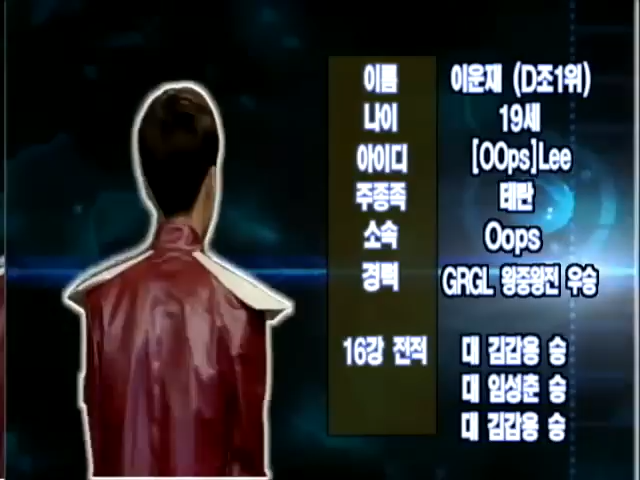 이름 이운재 (D조1위)
나이 19세
아이디 [OOps]Lee
주종족 테란
소속 Oops
경력 GRGL 왕중왕전 우승
16강 전적 대 김갑용 승
대 임성춘 승
대 김갑용 승